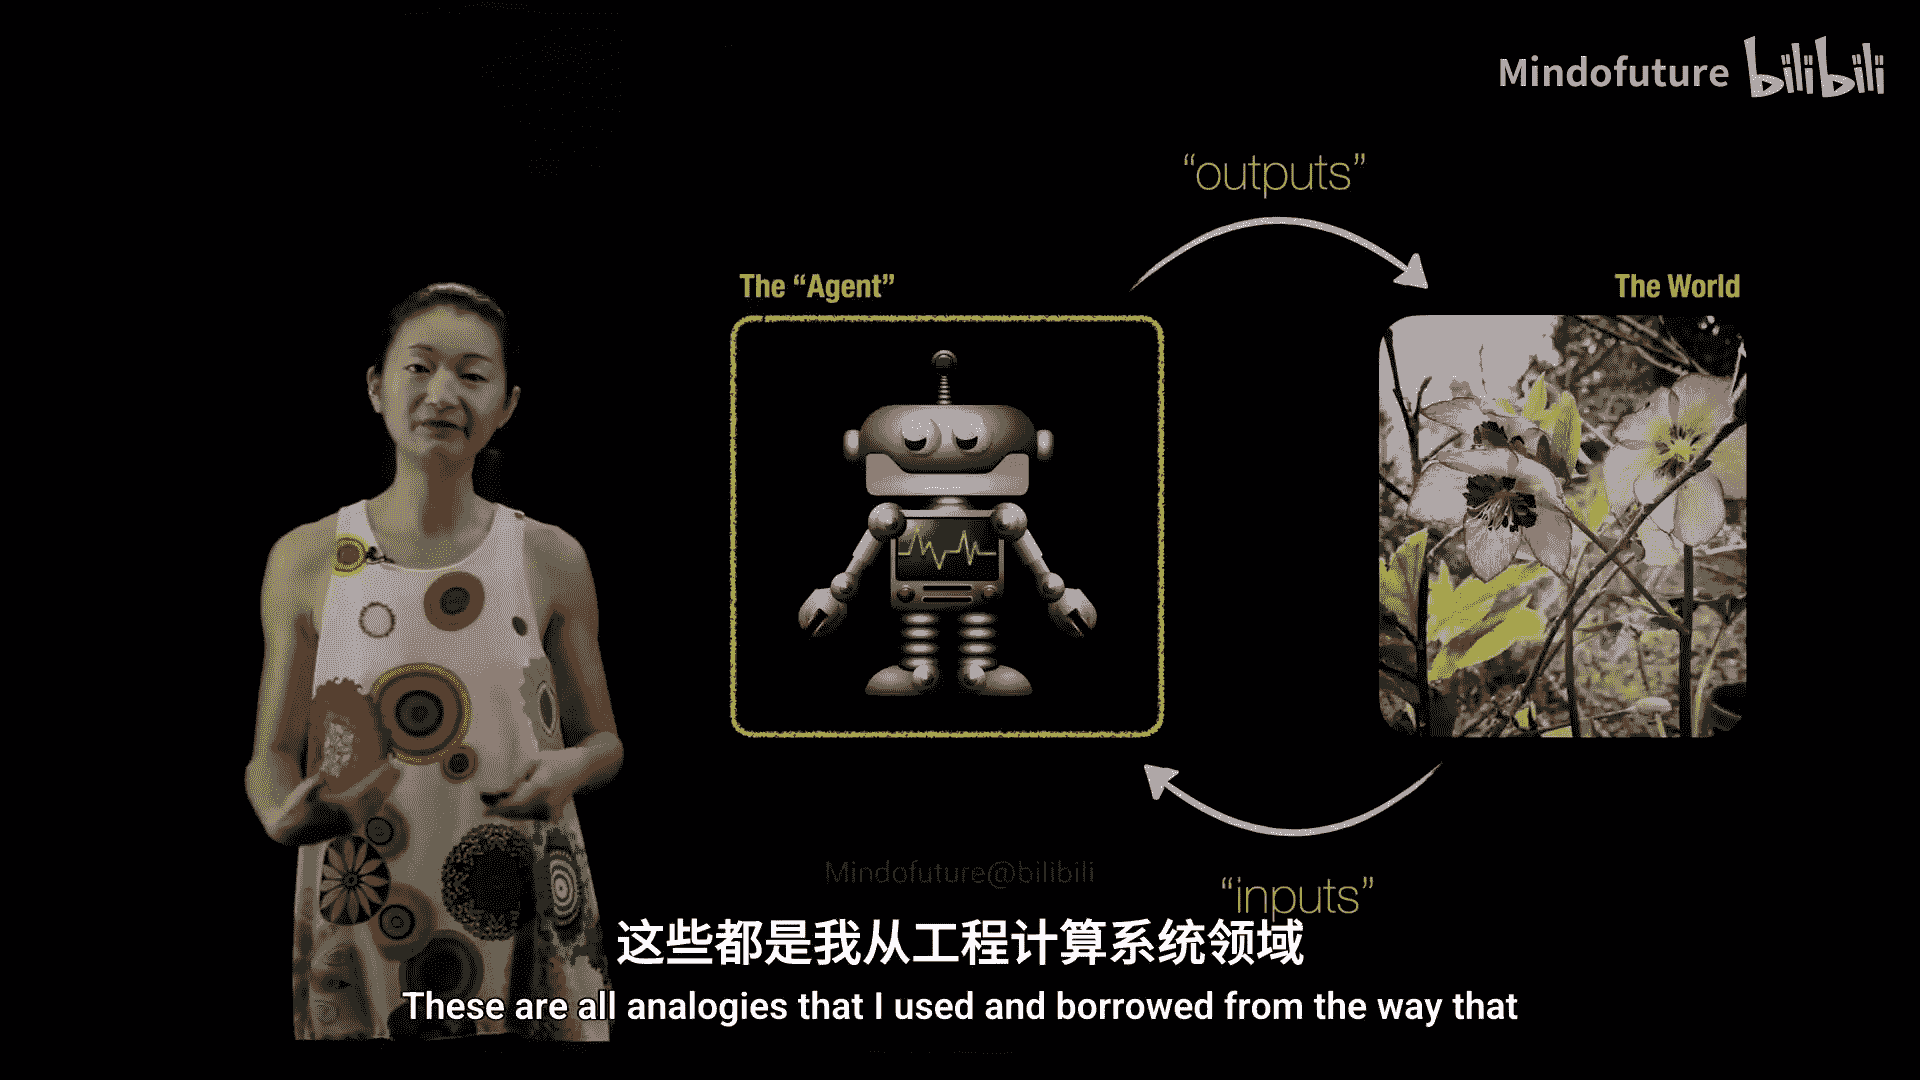 Mindofuture bilibili
“outputs”
The “Agent”
The World
Mindofuture@bilibili
“inputs”
这些都是我从工程计算系统领域
These are all analogies that I used and borrowed from the way that